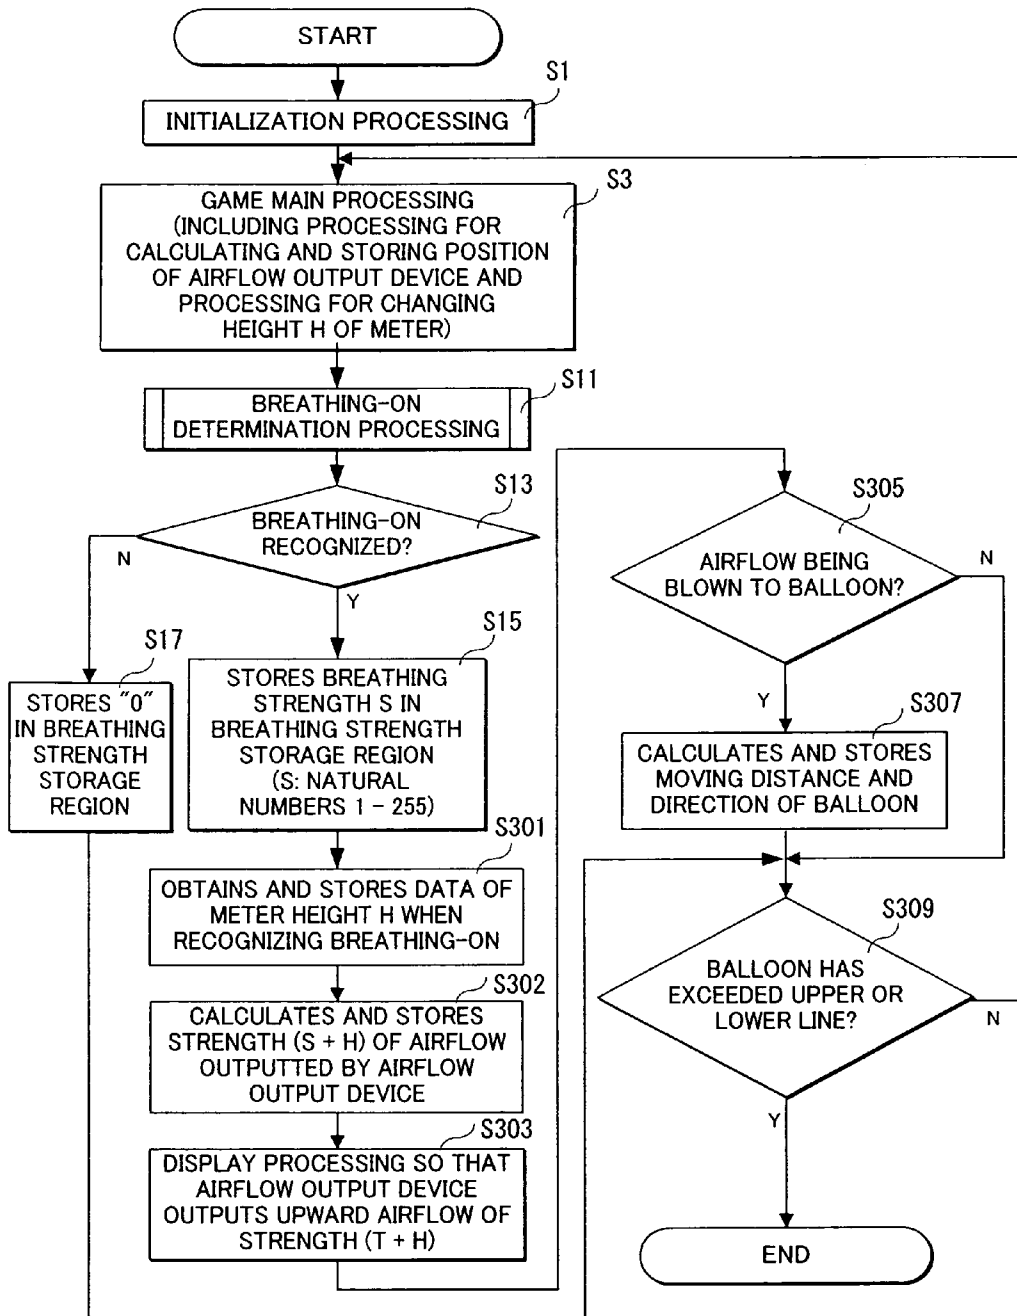 START
S1
INITIALIZATION PROCESSING
S3
GAME MAIN PROCESSING
(INCLUDING PROCESSING FOR
CALCULATING AND STORING POSITION
OF AIRFLOW OUTPUT DEVICE AND
PROCESSING FOR CHANGING
HEIGHT H OF METER)
S11
BREATHING-ON
DETERMINATION PROCESSING
S13
BREATHING-ON
RECOGNIZED?
N
Y
S17
STORES "0"
IN BREATHING
STRENGTH
STORAGE
REGION
S15
STORES BREATHING
STRENGTH S IN
BREATHING STRENGTH
STORAGE REGION
(S: NATURAL
NUMBERS 1 - 255)
S301
OBTAINS AND STORES DATA OF
METER HEIGHT H WHEN
RECOGNIZING BREATHING-ON
S302
CALCULATES AND STORES
STRENGTH (S + H) OF AIRFLOW
OUTPUTTED BY AIRFLOW
OUTPUT DEVICE
S303
DISPLAY PROCESSING SO THAT
AIRFLOW OUTPUT DEVICE
OUTPUTS UPWARD AIRFLOW OF
STRENGTH (T + H)
S305
AIRFLOW BEING
BLOWN TO BALLOON?
N
Y
S307
CALCULATES AND STORES
MOVING DISTANCE AND
DIRECTION OF BALLOON
S309
BALLOON HAS
EXCEEDED UPPER OR
LOWER LINE?
N
Y
END